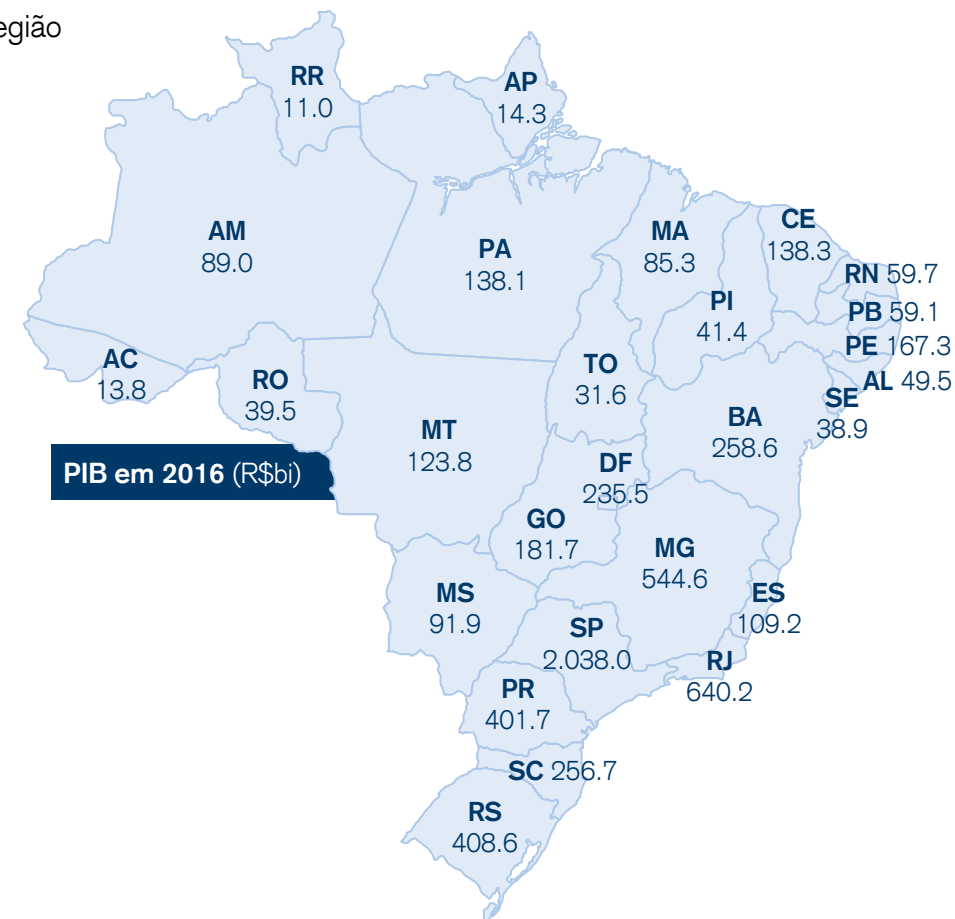 egião
RR
11.0
AP
14.3
AM
89.0
PA
138.1
MA
85.3
CE
138.3
RN 59.7
PI
41.4
PB 59.1
PE 167.3
AC
13.8
RO
39.5
TO
31.6
AL 49.5
SE
38.9
MT
123.8
BA
258.6
PIB em 2016 (R$bi)
DF
235.5
GO
181.7
MG
544.6
MS
91.9
ES
109.2
SP
2.038.0
RJ
640.2
PR
401.7
SC 256.7
RS
408.6